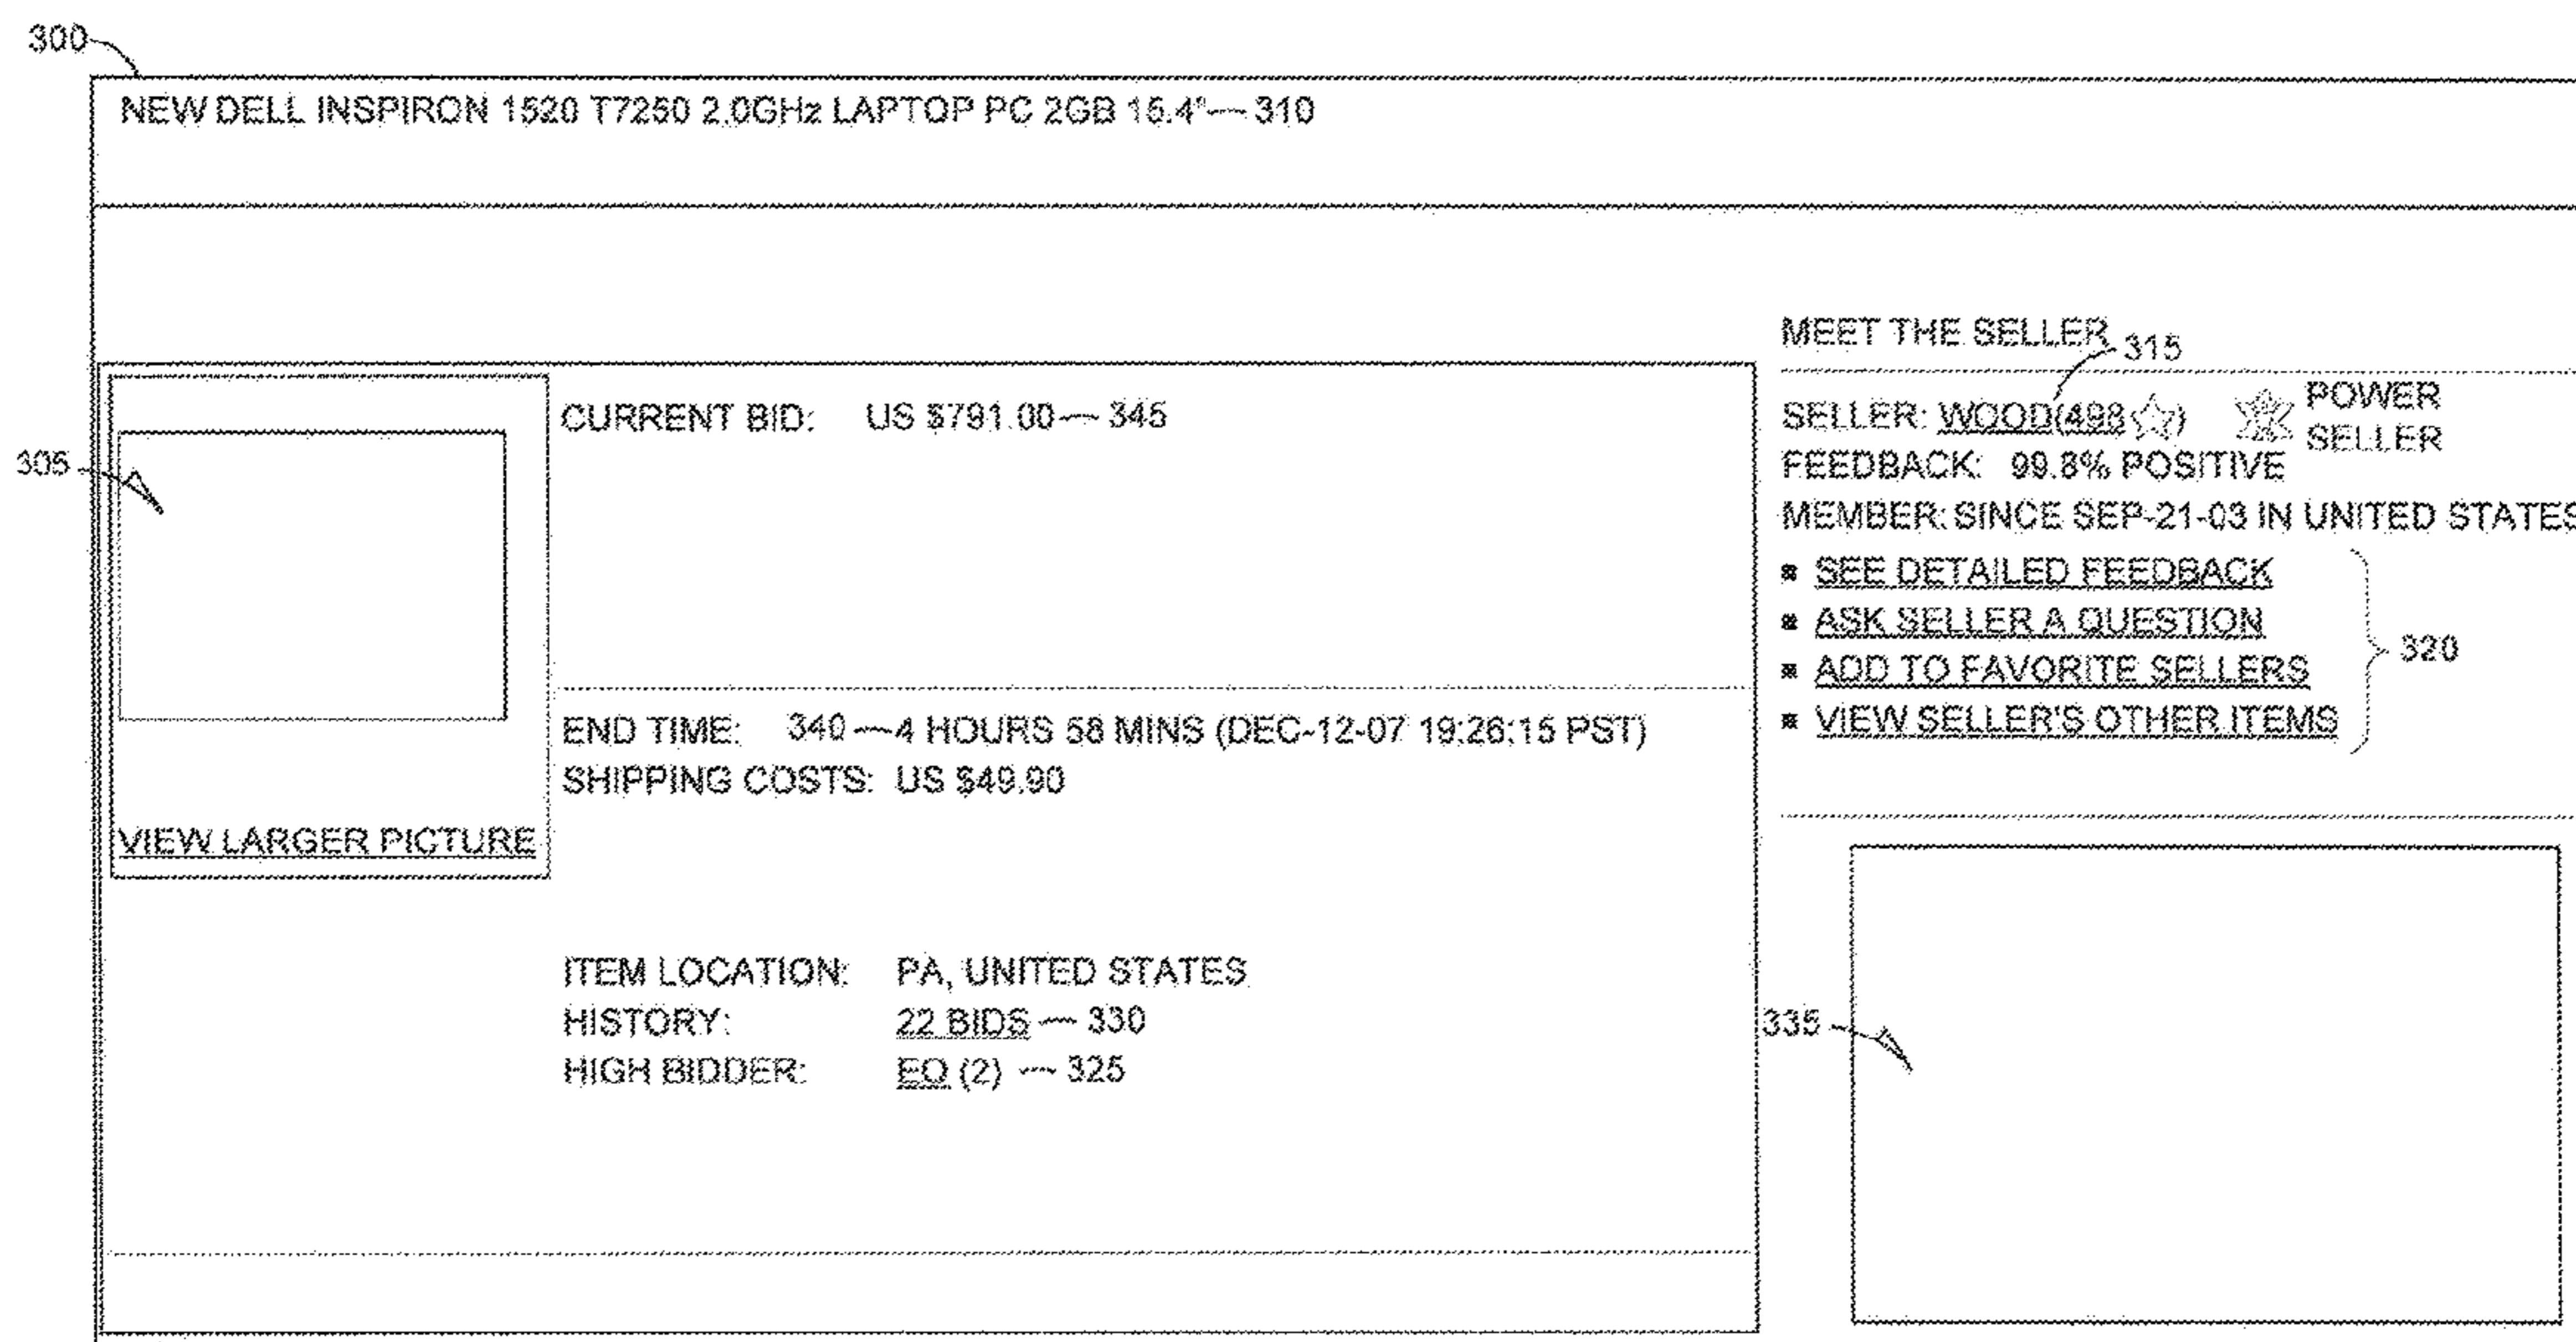 300
NEW DELL INSPIRON 1520 T7250 2.0GHz LAPTOP PC 2GB 15.4" 310
305
CURRENT BID: US $791.00 345
END TIME: 340 4 HOURS 58 MINS (DEC-12-07 19:26:15 PST)
SHIPPING COSTS: US $49.90
VIEW LARGER PICTURE
ITEM LOCATION: PA, UNITED STATES
HISTORY: 22 BIDS 330
HIGH BIDDER: EO (2) 325
MEET THE SELLER
315
SELLER: WOOD(498☆) POWER
SELLER
FEEDBACK: 99.8% POSITIVE
MEMBER: SINCE SEP-21-03 IN UNITED STATES
SEE DETAILED FEEDBACK
ASK SELLER A QUESTION
ADD TO FAVORITE SELLERS
VIEW SELLER'S OTHER ITEMS
320
335